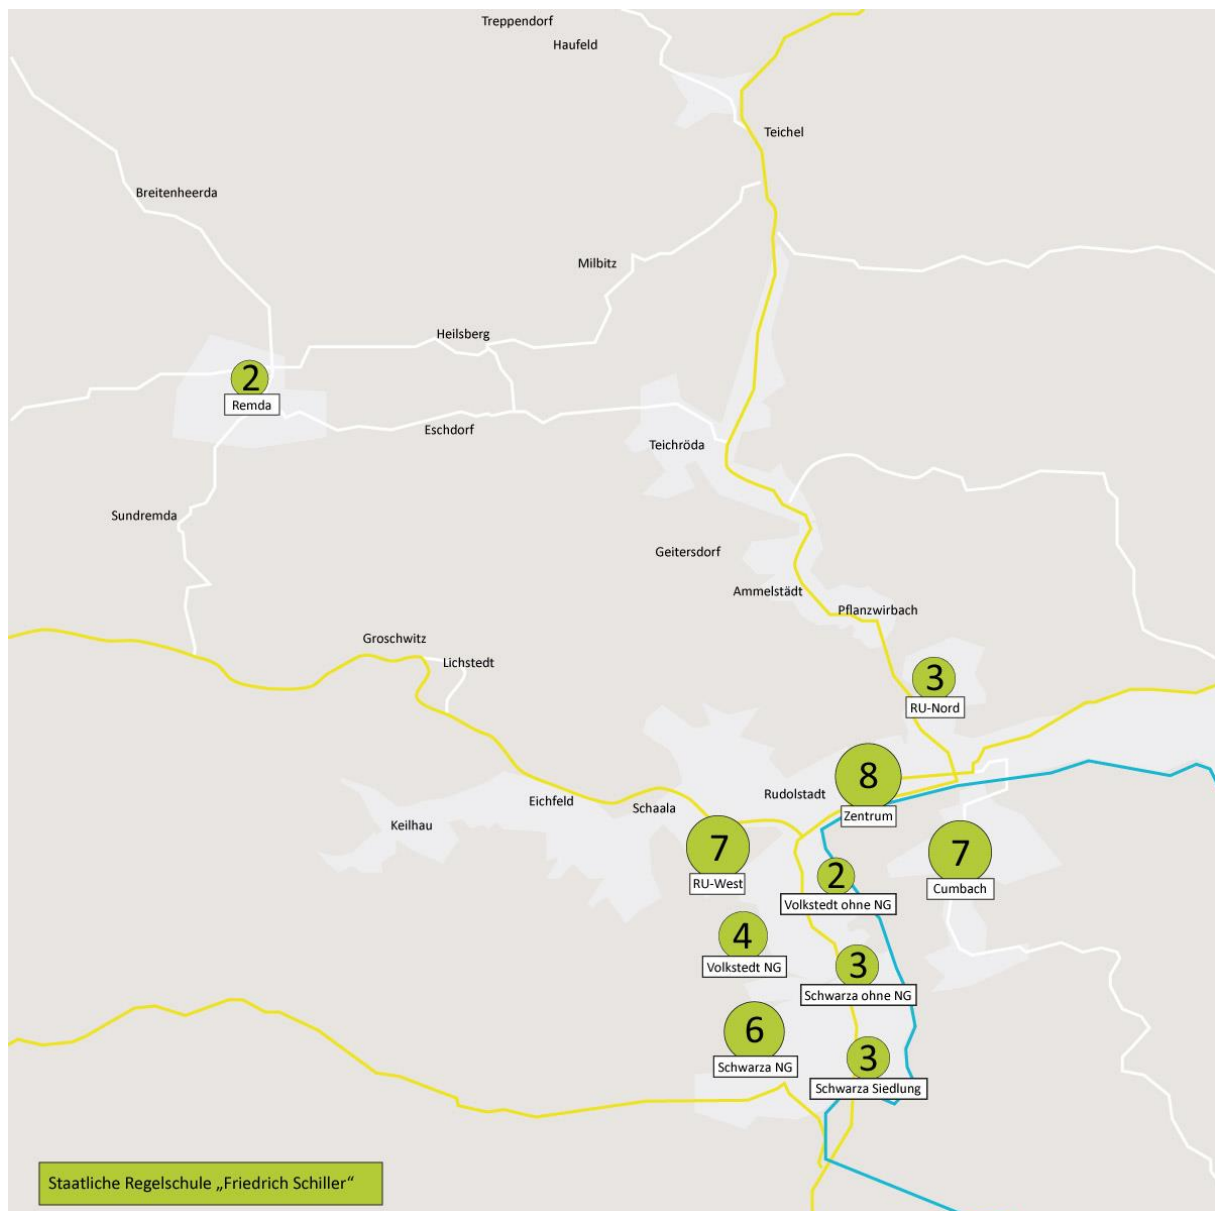 Treppendorf
Haufeld
Teichel
Breitenheerda
Milbitz
Heilsberg
2
Remda
Eschdorf
Teichröda
Sundremda
Geitersdorf
Ammelstädt
Pflanzwirbach
Groschwitz
Lichstedt
3
RU-Nord
8
Zentrum
Rudolstadt
Eichfeld
Schaala
Keilhau
7
RU-West
7
Cumbach
2
Volkstedt ohne NG
4
Volkstedt NG
3
Schwarza ohne NG
6
Schwarza NG
3
Schwarza Siedlung
Staatliche Regelschule „Friedrich Schiller“